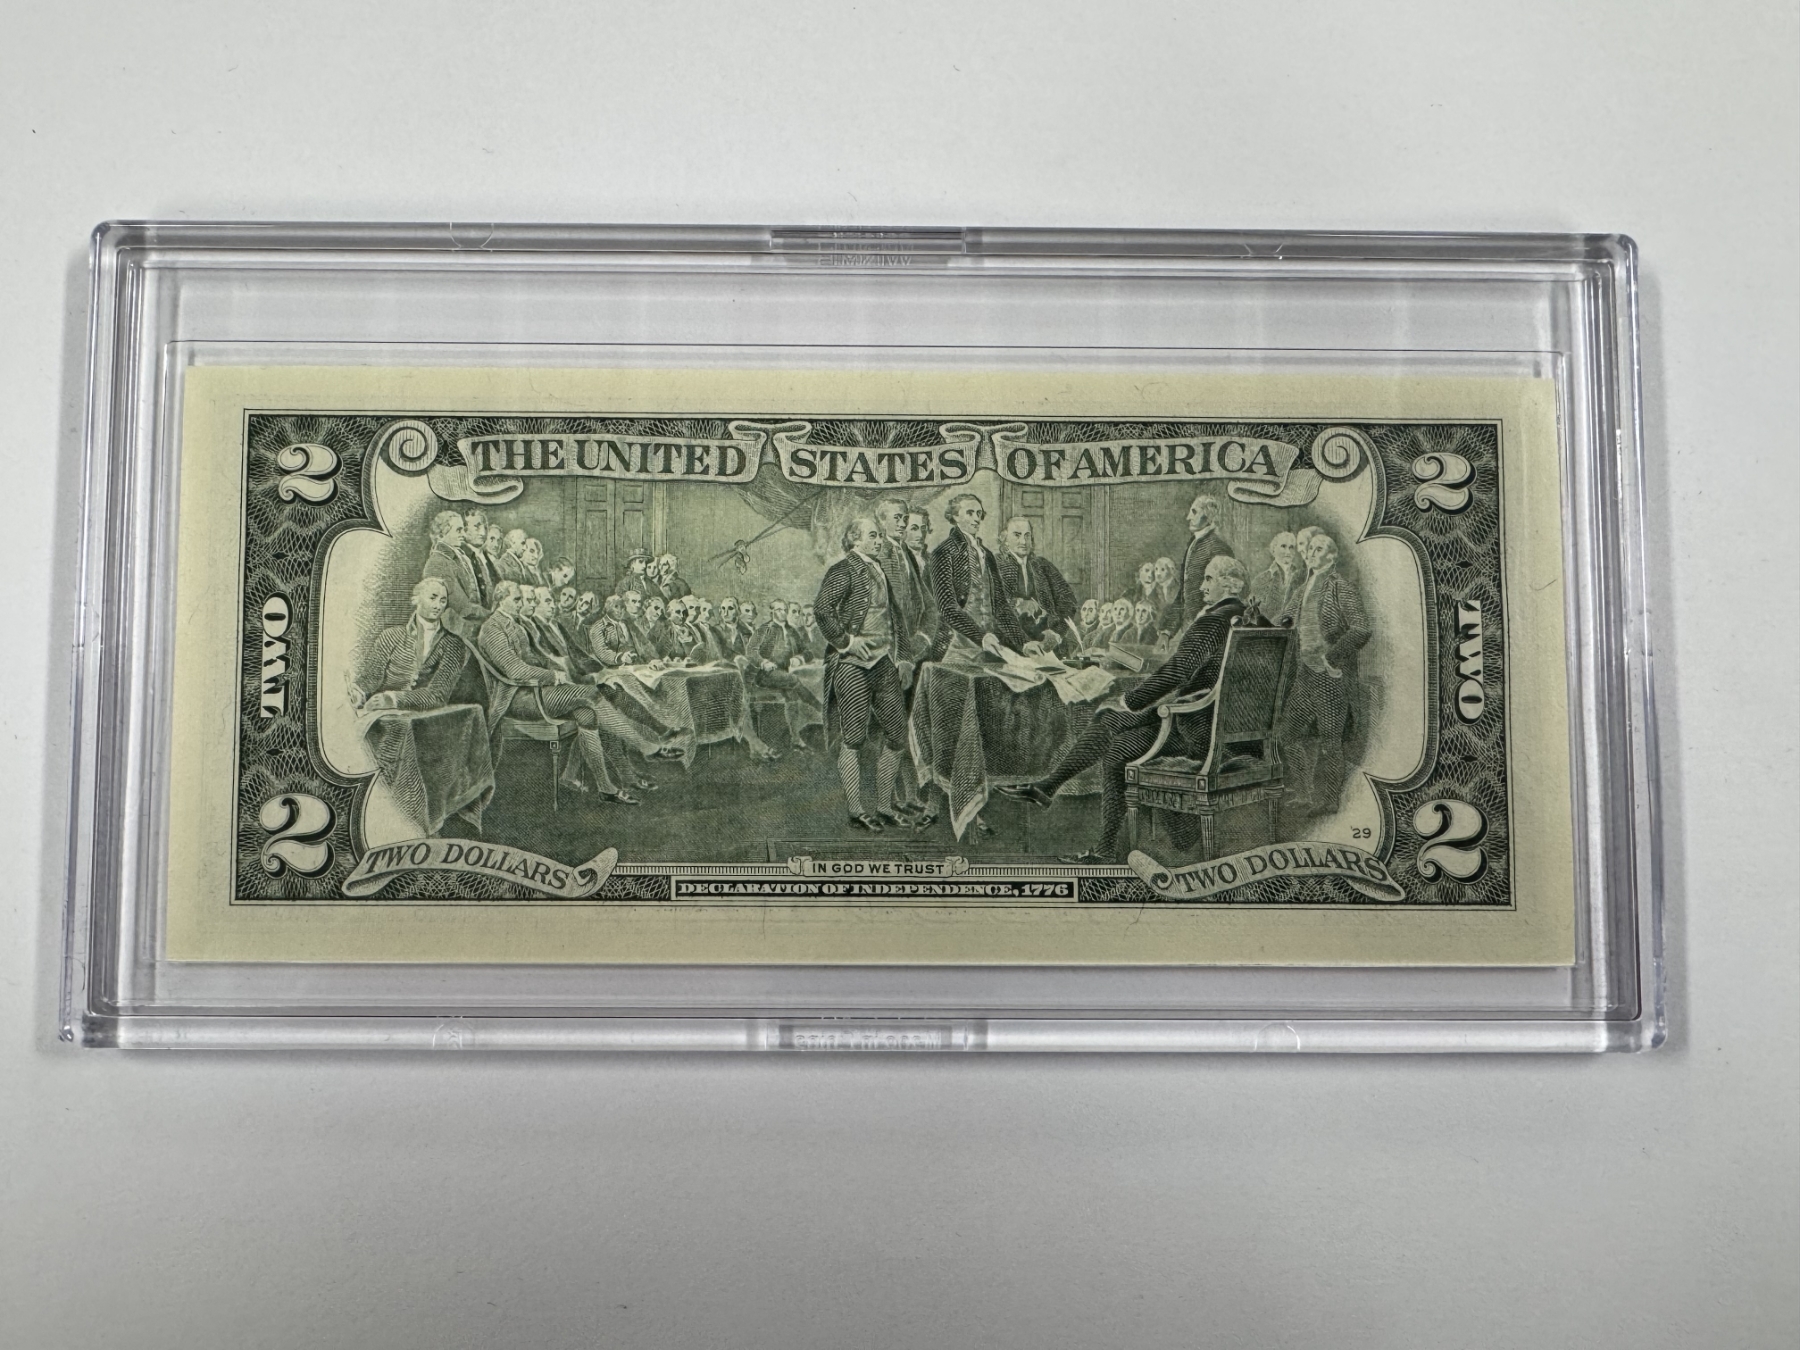 THE UNITED STATES OF AMERICA
2 2
TWO TWO
2 2
'29
TWO DOLLARS IN GOD WE TRUST TWO DOLLARS
DECLARATION OF INDEPENDENCE, 1776